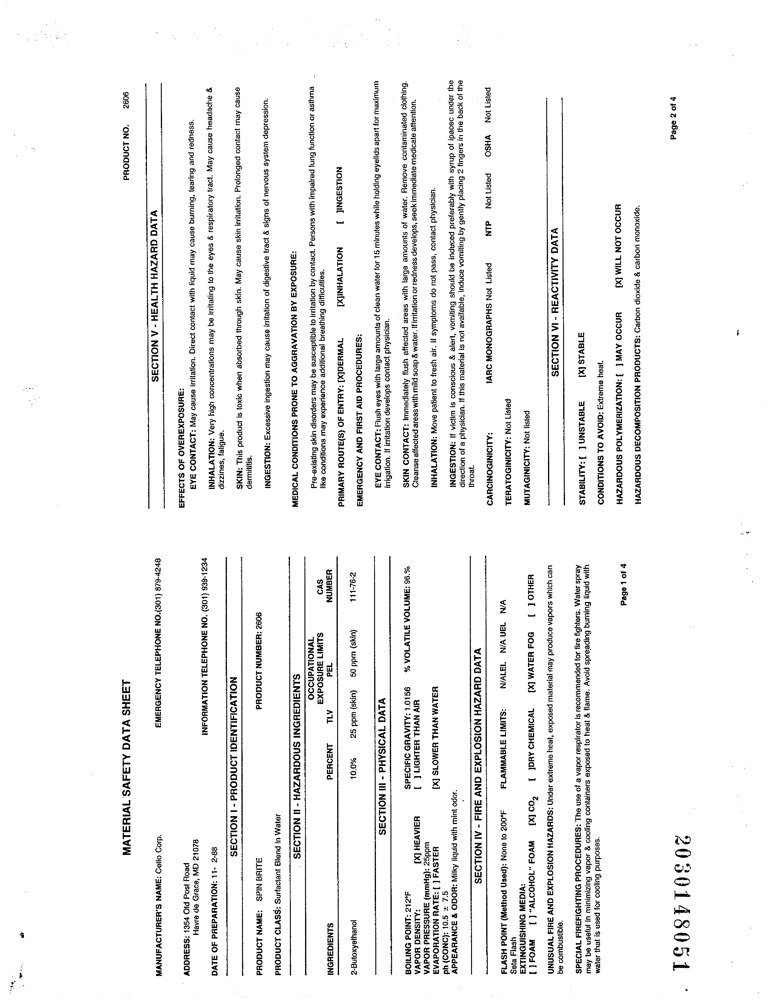 MATERIAL SAFETY DATA SHEET
MANUFACTURER'S NAME: Cello Corp. EMERGENCY TELEPHONE NO.(301) 879-4248
ADDRESS: 1354 Old Post Road
Havre de Grace, MD 21078
INFORMATION TELEPHONE NO. (301) 939-1234
DATE OF PREPARATION: 11- 2-88
SECTION I - PRODUCT IDENTIFICATION
PRODUCT NAME: SPIN BRITE PRODUCT NUMBER: 2606
PRODUCT CLASS: Surfactant Blend In Water
SECTION II - HAZARDOUS INGREDIENTS
OCCUPATIONAL
EXPOSURE LIMITS CAS
INGREDIENTS PERCENT TLV PEL NUMBER
2-Butoxyethanol 10.0% 25 ppm (skin) 50 ppm (skin) 111-76-2
SECTION III - PHYSICAL DATA
BOILING POINT: 212°F SPECIFIC GRAVITY: 1.0156 % VOLATILE VOLUME: 96.%
VAPOR DENSITY: [X] HEAVIER [ ] LIGHTER THAN AIR
VAPOR PRESSURE (mmHg): 25ppm
EVAPORATION RATE: [ ] FASTER [X] SLOWER THAN WATER
ph (CONC): 10.5 ± 7.5
APPEARANCE & ODOR: Milky liquid with mint odor.
SECTION IV - FIRE AND EXPLOSION HAZARD DATA
FLASH POINT (Method Used): None to 200°F FLAMMABLE LIMITS: N/ALEL N/A UEL N/A
Seta Flash
EXTINGUISHING MEDIA:
[ ] FOAM [ ] "ALCOHOL" FOAM [X] CO2 [ ]DRY CHEMICAL [X] WATER FOG [ ] OTHER
UNUSUAL FIRE AND EXPLOSION HAZARDS: Under extreme heat, exposed material may produce vapors which can
be combustible.
SPECIAL FIREFIGHTING PROCEDURES: The use of a vapor respirator is recommended for fire fighters. Water spray
may be useful in minimizing vapor & cooling containers exposed to heat & flame. Avoid spreading burning liquid with
water that is used for cooling purposes.
Page 1 of 4
2030148051
PRODUCT NO. 2606
SECTION V - HEALTH HAZARD DATA
EFFECTS OF OVEREXPOSURE:
EYE CONTACT: May cause irritation. Direct contact with liquid may cause burning, tearing and redness.
INHALATION: Very high concentrations may be irritating to the eyes & respiratory tract. May cause headache &
dizzines, fatigue.
SKIN: This product is toxic when absorbed through skin. May cause skin irritation. Prolonged contact may cause
dermititis.
INGESTION: Excessive ingestion may cause irritation of digestive tract & signs of nervous system depression.
MEDICAL CONDITIONS PRONE TO AGGRAVATION BY EXPOSURE:
Pre-existing skin disorders may be susceptible to irritation by contact. Persons with impaired lung function or asthma
like conditions may experience additional breathing difficulties.
PRIMARY ROUTE(S) OF ENTRY: [X]DERMAL [X]INHALATION [ ]INGESTION
EMERGENCY AND FIRST AID PROCEDURES:
EYE CONTACT: Flush eyes with large amounts of clean water for 15 minutes while holding eyelids apart for maximum
irrigation. If irritation develops contact physician.
SKIN CONTACT: Immediately flush affected areas with large amounts of water. Remove contaminated clothing.
Cleanse affected areas with mild soap & water. If irritation or redness develops, seek immediate medicate attention.
INHALATION: Move patient to fresh air. If symptoms do not pass, contact physician.
INGESTION: If victim is conscious & alert, vomiting should be induced preferably with syrup of ipacec under the
direction of a physician. If this material is not available, induce vomiting by gently placing 2 fingers in the back of the
throat.
CARCINOGINICITY: IARC MONOGRAPHS Not Listed NTP Not Listed OSHA Not Listed
TERATOGINICITY: Not Listed
MUTAGINICITY: Not listed
SECTION VI - REACTIVITY DATA
STABILITY: [ ] UNSTABLE [X] STABLE
CONDITIONS TO AVOID: Extreme heat.
HAZARDOUS POLYMERIZATION: [ ] MAY OCCUR [X] WILL NOT OCCUR
HAZARDOUS DECOMPOSITION PRODUCTS: Carbon dioxide & carbon monoxide.
Page 2 of 4